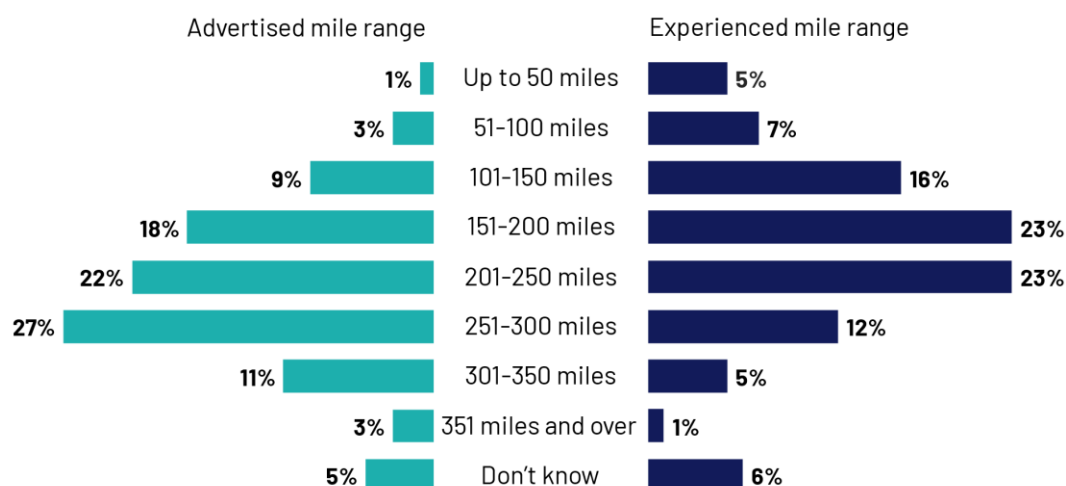 Advertised mile range Experienced mile range
1% Up to 50 miles 5%
3% 51-100 miles 7%
9% 101-150 miles 16%
18% 151-200 miles 23%
22% 201-250 miles 23%
27% 251-300 miles 12%
11% 301-350 miles 5%
3% 351 miles and over 1%
5% Don't know 6%